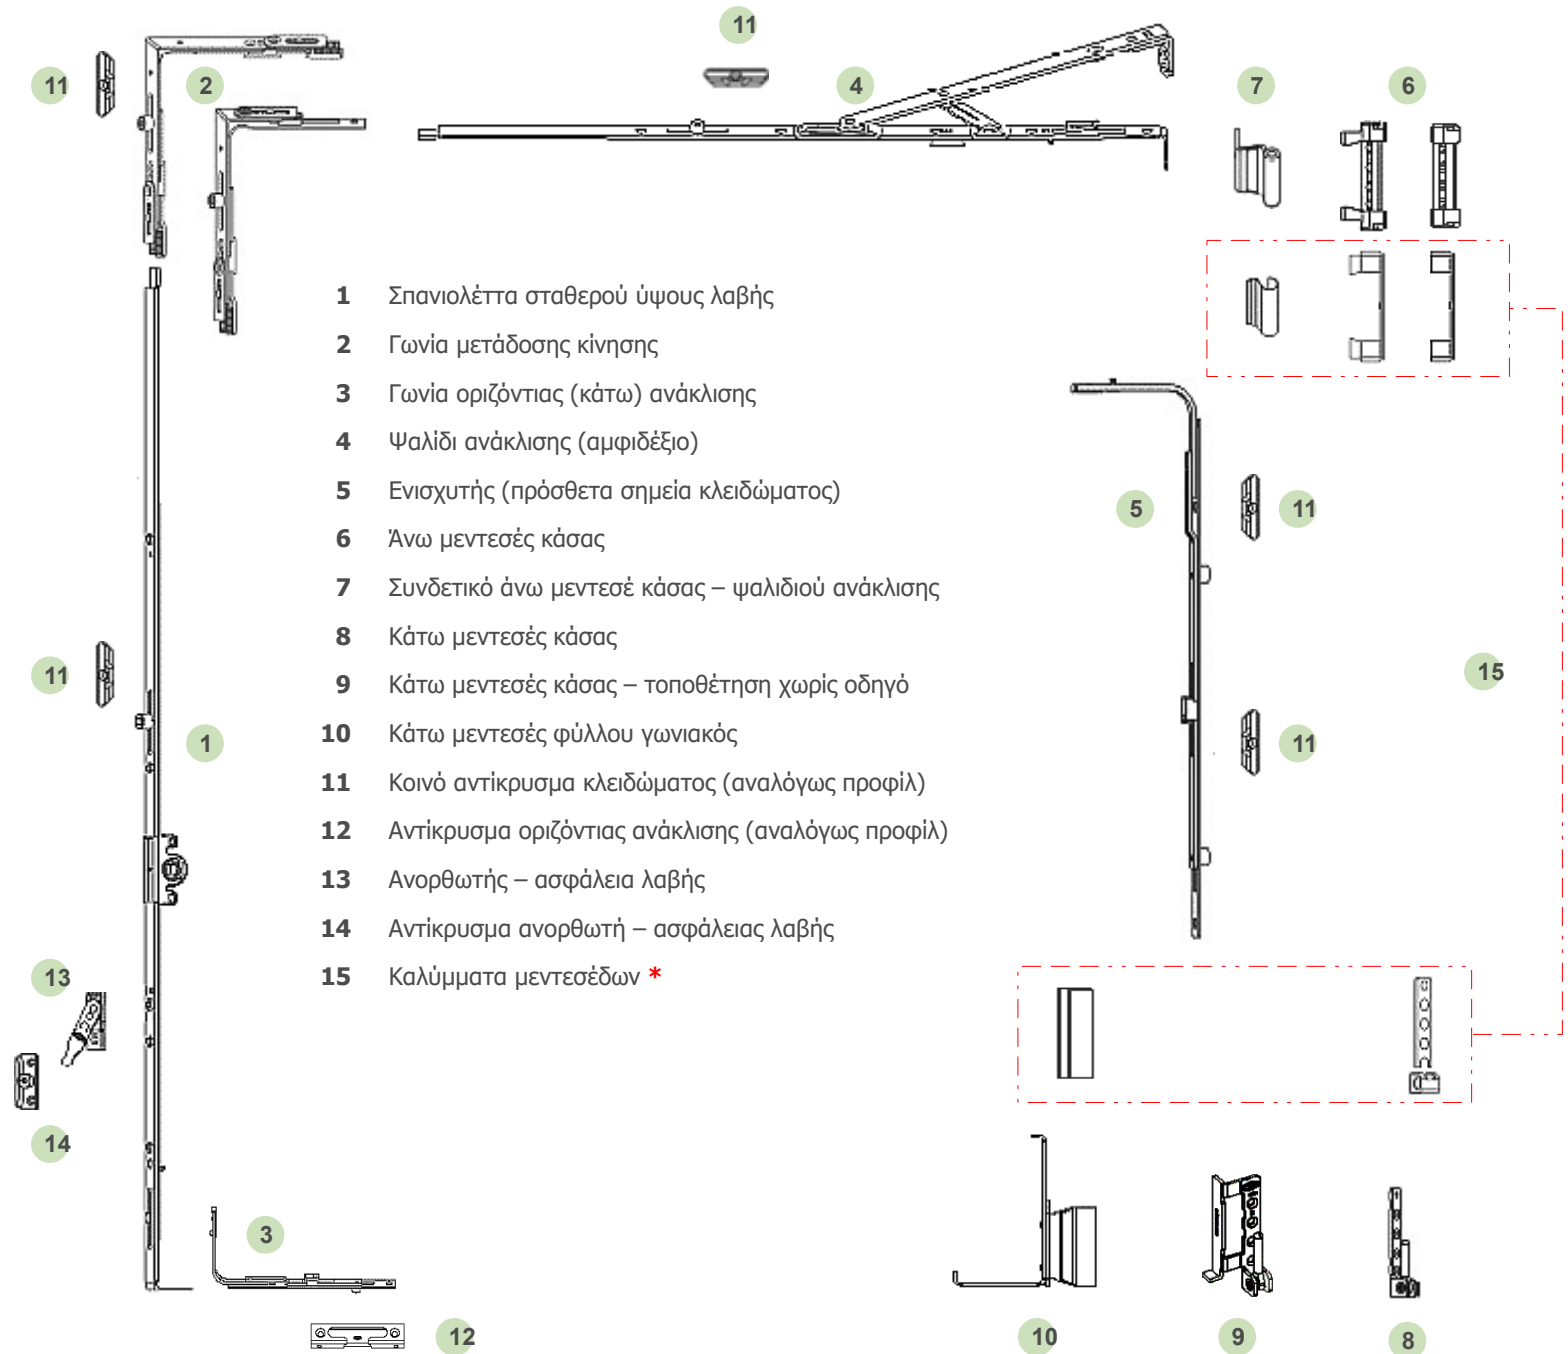 11
11
2
4
7
6
1 Σπανιολέττα σταθερού ύψους λαβής
2 Γωνία μετάδοσης κίνησης
3 Γωνία οριζόντιας (κάτω) ανάκλισης
4 Ψαλίδι ανάκλισης (αμφιδέξιο)
5 Ενισχυτής (πρόσθετα σημεία κλειδώματος)
6 Άνω μεντεσές κάσας
7 Συνδετικό άνω μεντεσέ κάσας – ψαλιδιού ανάκλισης
8 Κάτω μεντεσές κάσας
9 Κάτω μεντεσές κάσας – τοποθέτηση χωρίς οδηγό
10 Κάτω μεντεσές φύλλου γωνιακός
11 Κοινό αντίκρυσμα κλειδώματος (αναλόγως προφίλ)
12 Αντίκρυσμα οριζόντιας ανάκλισης (αναλόγως προφίλ)
13 Ανορθωτής – ασφάλεια λαβής
14 Αντίκρυσμα ανορθωτή – ασφάλειας λαβής
15 Καλύμματα μεντεσέδων *
5
11
11
15
11
1
13
14
3
12
10
9
8